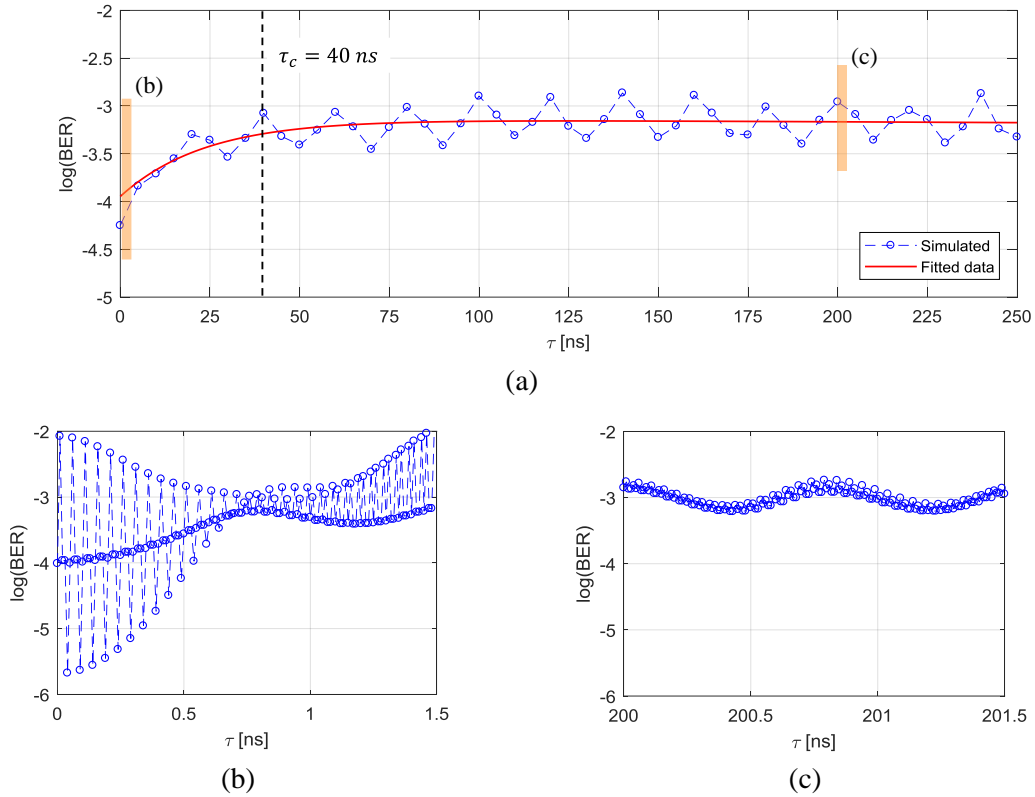 -2
-2.5
-3
-3.5
-4
-4.5
-5
log(BER)
τc = 40 ns
(b)
(c)
Simulated
Fitted data
0 25 50 75 100 125 150 175 200 225 250
τ [ns]
(a)
-2
-3
-4
-5
-6
log(BER)
0 0.5 1 1.5
τ [ns]
(b)
-2
-3
-4
-5
-6
log(BER)
200 200.5 201 201.5
τ [ns]
(c)